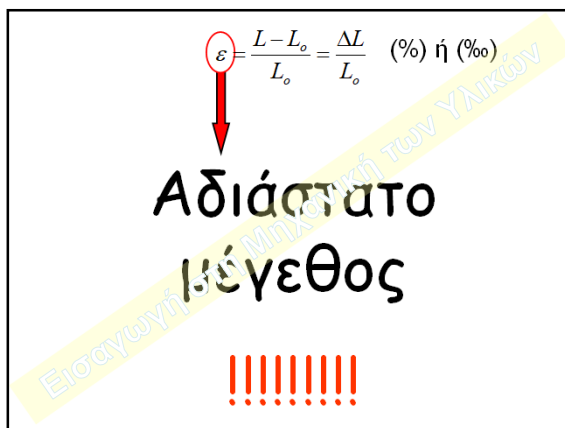 ε = (L − Lₒ)/Lₒ = ΔL/Lₒ (%) ή (‰)
Αδιάστατο
μέγεθος
!!!!!!!!!
Εισαγωγή στη Μηχανική των Υλικών